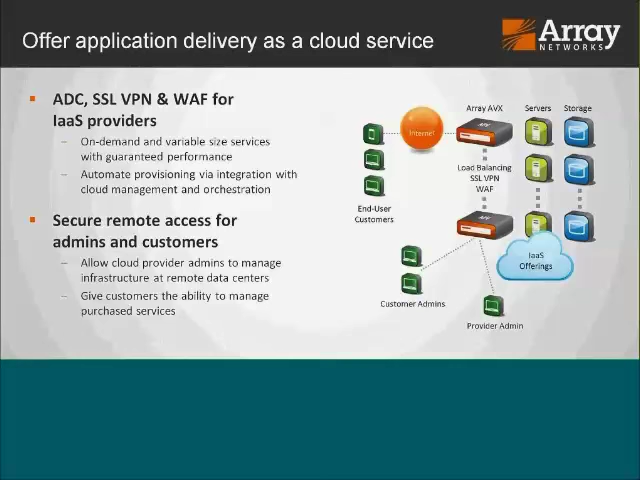 Offer application delivery as a cloud service
Array
NETWORKS
ADC, SSL VPN & WAF for
IaaS providers
– On-demand and variable size services
with guaranteed performance
– Automate provisioning via integration with
cloud management and orchestration
Secure remote access for
admins and customers
– Allow cloud provider admins to manage
infrastructure at remote data centers
– Give customers the ability to manage
purchased services
Array AVX
Servers
Storage
Internet
Load Balancing
SSL VPN
WAF
End-User
Customers
IaaS
Offerings
Customer Admins
Provider Admin